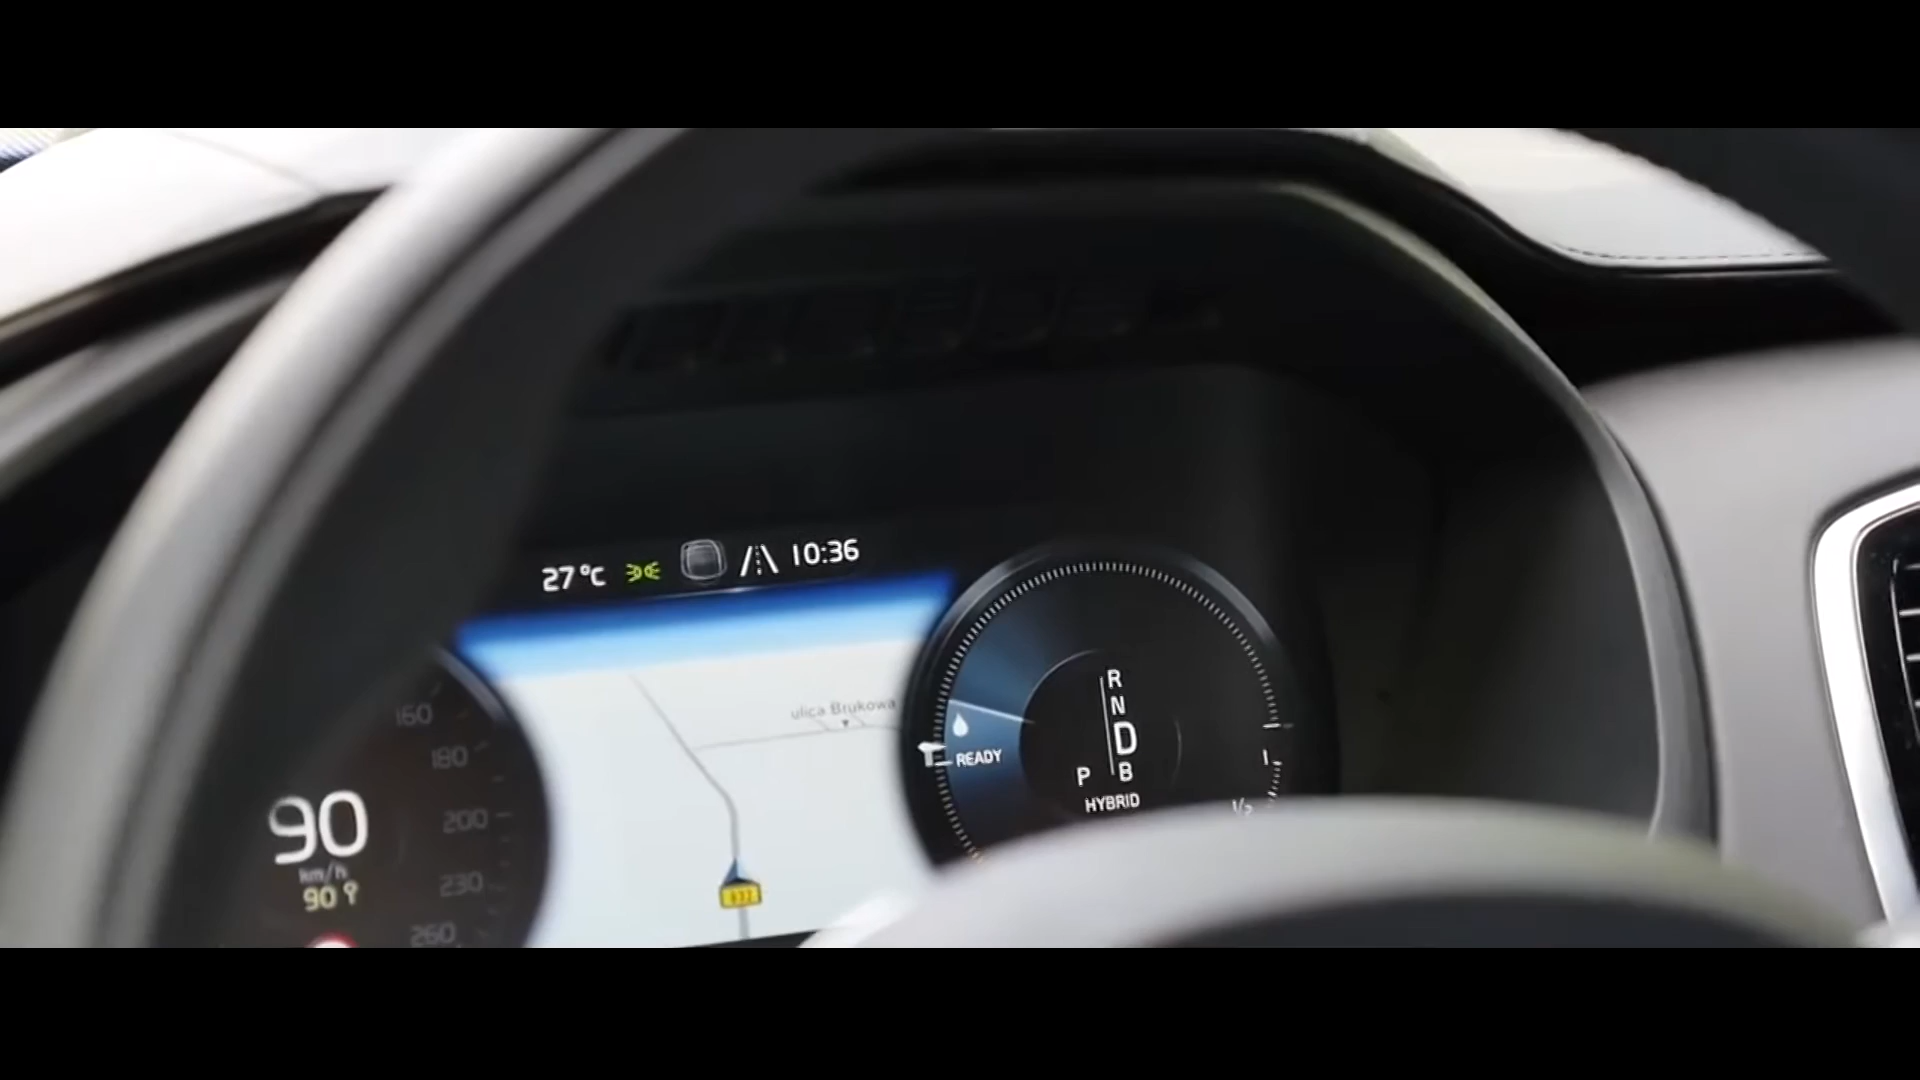 27°C 10:36
ulica Brukowa
160
180
200
230
260
90
km/h
90
READY
R
N
D
B
P
HYBRID
1
1/2